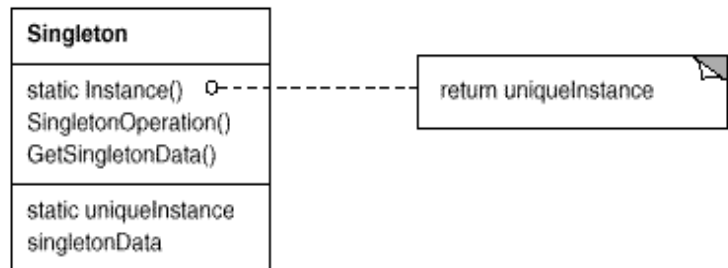 Singleton
static Instance()
return uniqueInstance
SingletonOperation()
GetSingletonData()
static uniqueInstance
singletonData